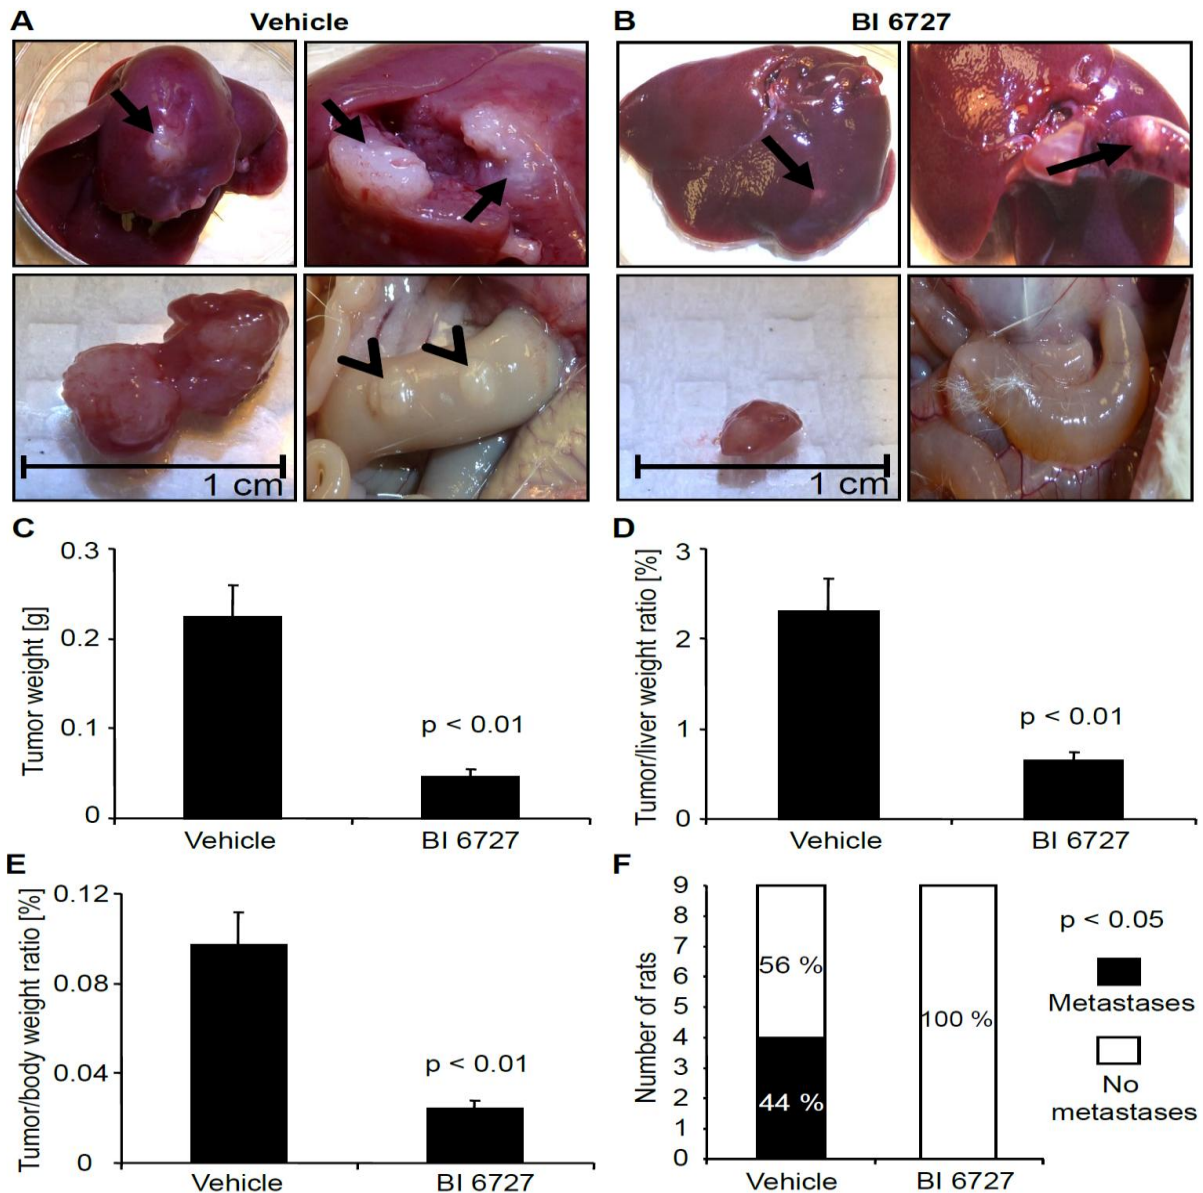 A Vehicle
B BI 6727
1 cm
1 cm
C
Tumor weight [g]
0.3
0.2
0.1
0
p < 0.01
Vehicle
BI 6727
D
Tumor/liver weight ratio [%]
3
2
1
0
p < 0.01
Vehicle
BI 6727
E
Tumor/body weight ratio [%]
0.12
0.08
0.04
0
p < 0.01
Vehicle
BI 6727
F
Number of rats
9
8
7
6
5
4
3
2
1
0
56 %
44 %
100 %
Vehicle
BI 6727
p < 0.05
Metastases
No
metastases